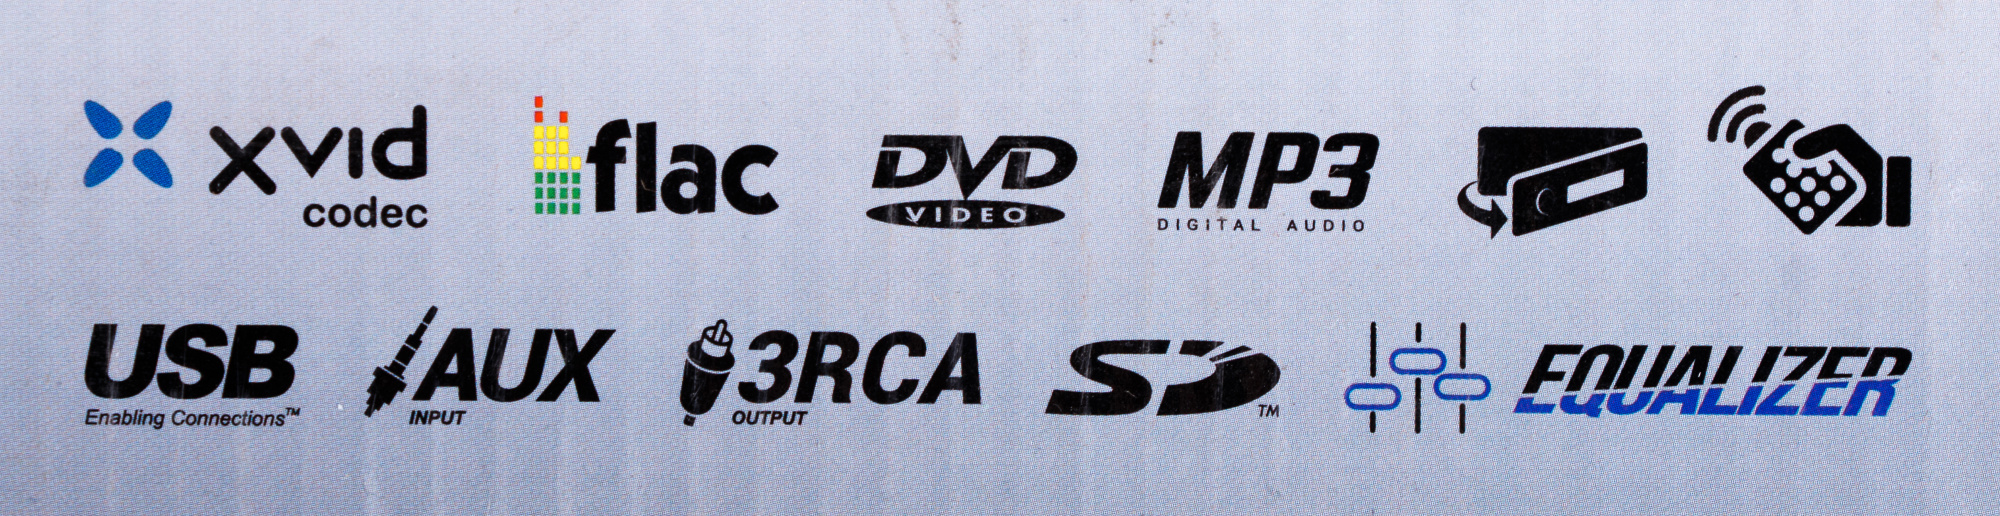 xvid
codec
flac
DVD
VIDEO
MP3
DIGITAL AUDIO
USB
Enabling Connections™
AUX
INPUT
3RCA
OUTPUT
SD
TM
EQUALIZER